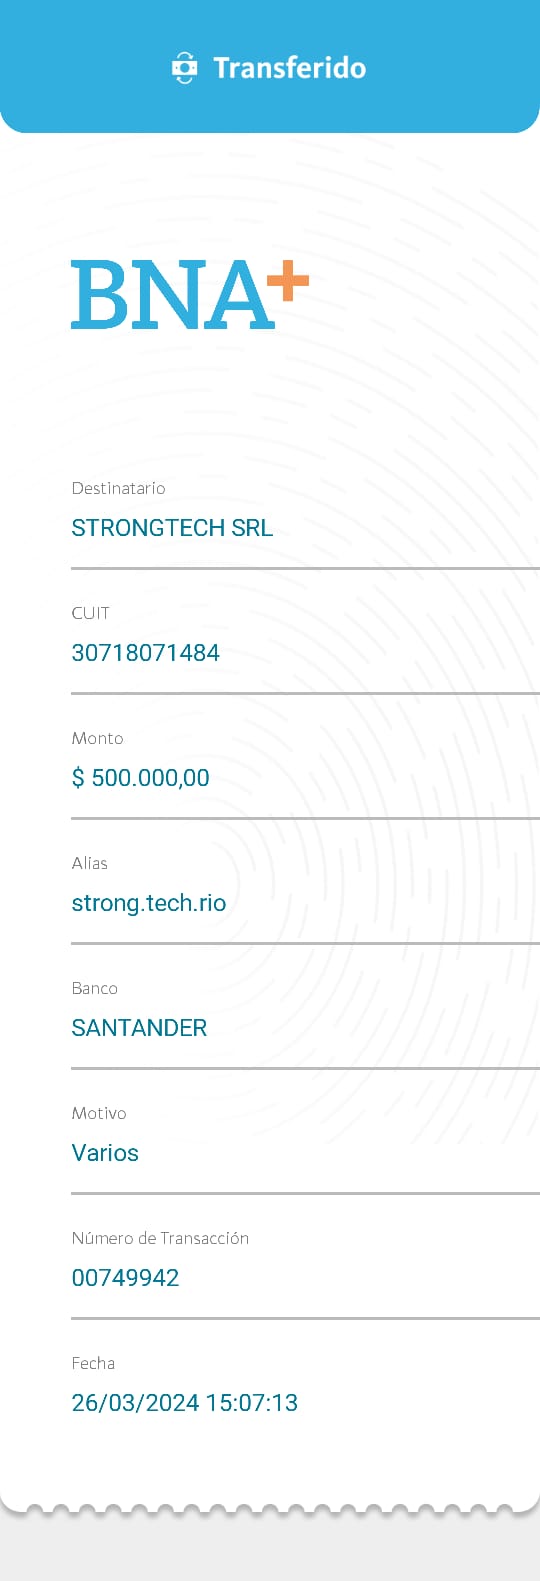 Transferido
BNA+
Destinatario
STRONGTECH SRL
CUIT
30718071484
Monto
$ 500.000,00
Alias
strong.tech.rio
Banco
SANTANDER
Motivo
Varios
Número de Transacción
00749942
Fecha
26/03/2024 15:07:13